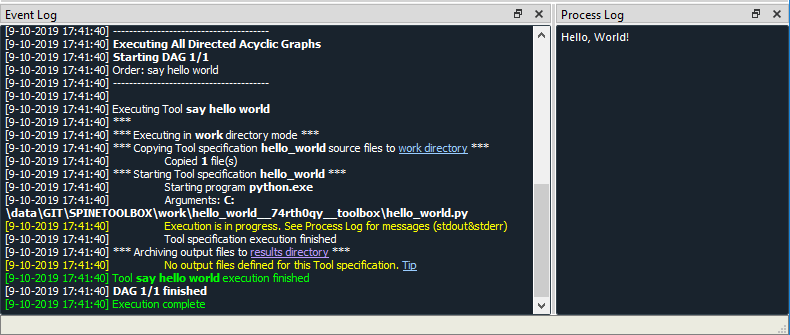 Event Log
[9-10-2019 17:41:40] ---------------------------------------
[9-10-2019 17:41:40] Executing All Directed Acyclic Graphs
[9-10-2019 17:41:40] Starting DAG 1/1
[9-10-2019 17:41:40] Order: say hello world
[9-10-2019 17:41:40] ---------------------------------------
[9-10-2019 17:41:40]
[9-10-2019 17:41:40] Executing Tool say hello world
[9-10-2019 17:41:40] ***
[9-10-2019 17:41:40] *** Executing in work directory mode ***
[9-10-2019 17:41:40] *** Copying Tool specification hello_world source files to work directory ***
[9-10-2019 17:41:40] Copied 1 file(s)
[9-10-2019 17:41:40] *** Starting Tool specification hello_world ***
[9-10-2019 17:41:40] Starting program python.exe
[9-10-2019 17:41:40] Arguments: C:
\data\GIT\SPINETOOLBOX\work\hello_world__74rth0qy__toolbox\hello_world.py
[9-10-2019 17:41:40] Execution is in progress. See Process Log for messages (stdout&stderr)
[9-10-2019 17:41:40] Tool specification execution finished
[9-10-2019 17:41:40] *** Archiving output files to results directory ***
[9-10-2019 17:41:40] No output files defined for this Tool specification. Tip
[9-10-2019 17:41:40] Tool say hello world execution finished
[9-10-2019 17:41:40] DAG 1/1 finished
[9-10-2019 17:41:40] Execution complete
Process Log
Hello, World!